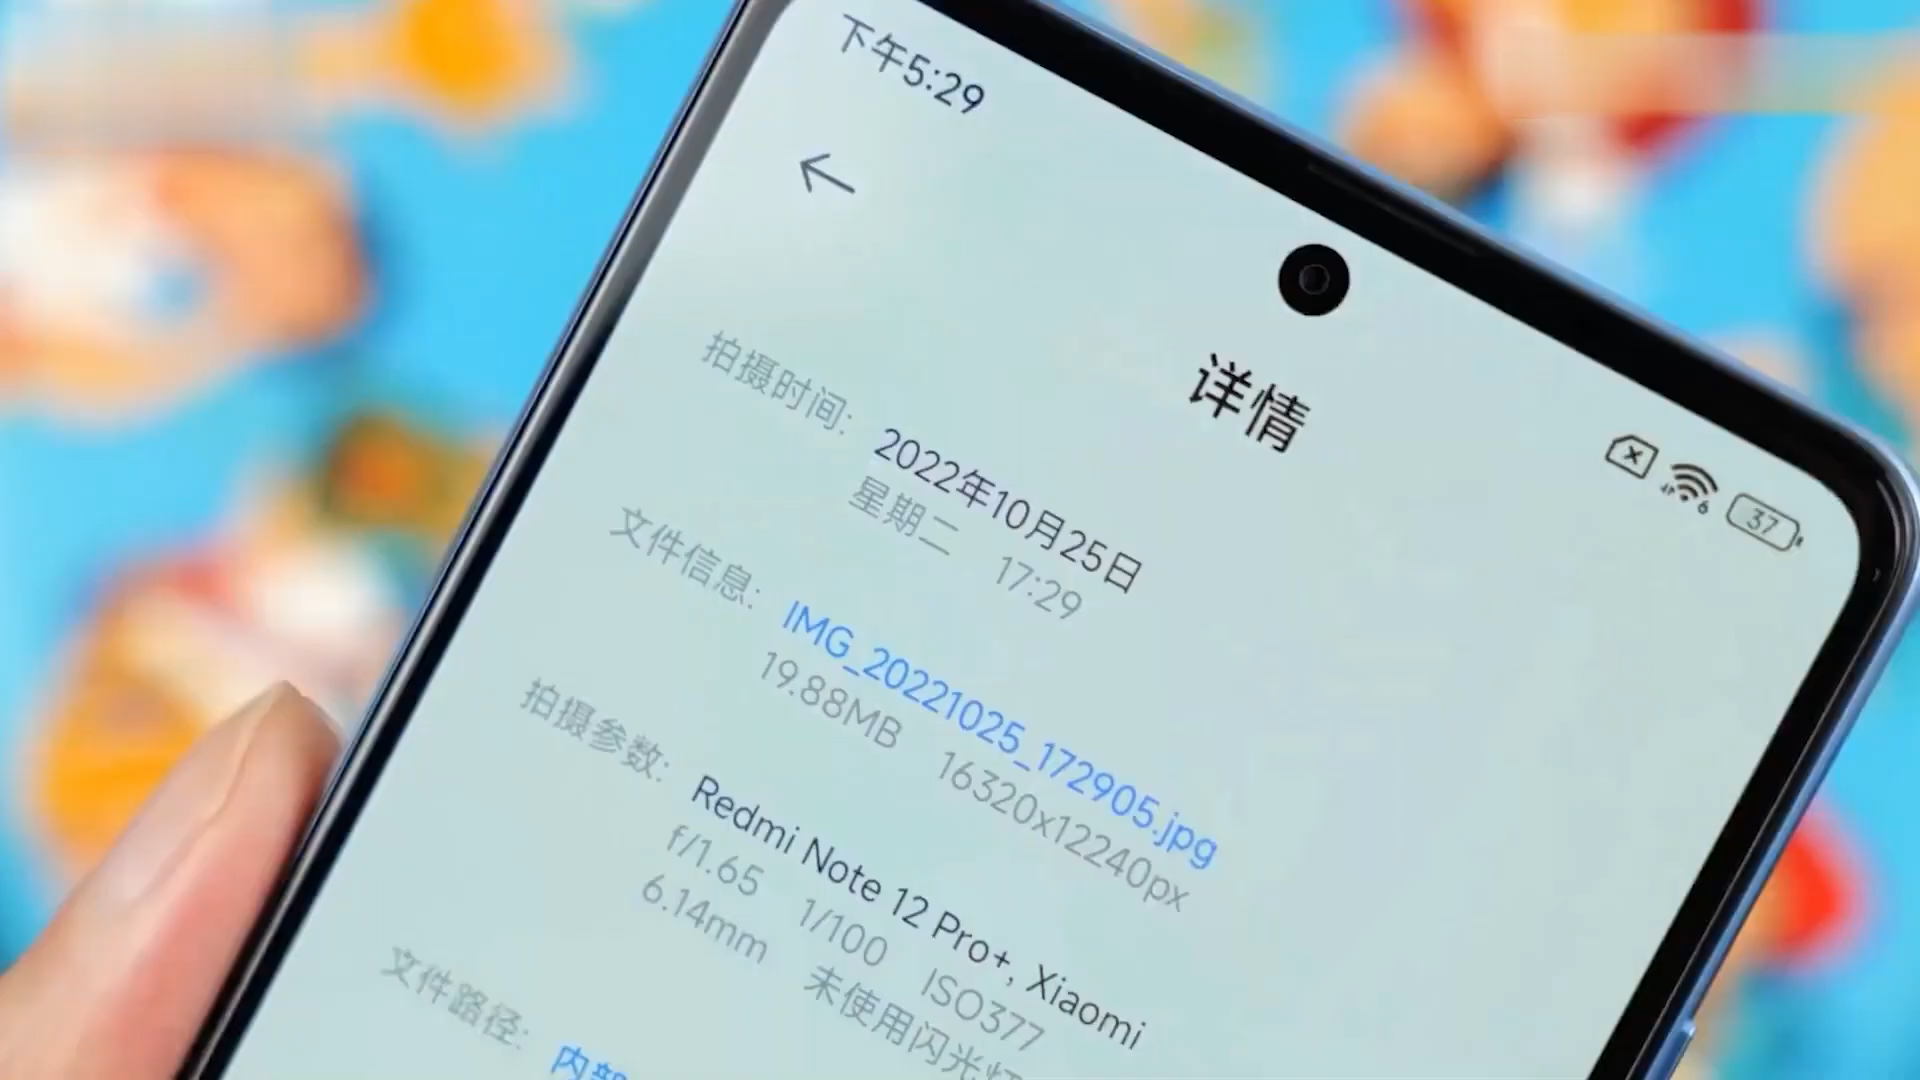 下午5:29
37
详情
拍摄时间:
2022年10月25日
星期二 17:29
文件信息:
IMG_20221025_172905.jpg
19.88MB 16320x12240px
拍摄参数:
Redmi Note 12 Pro+, Xiaomi
f/1.65 1/100 ISO377
6.14mm 未使用闪光灯
文件路径:
内部